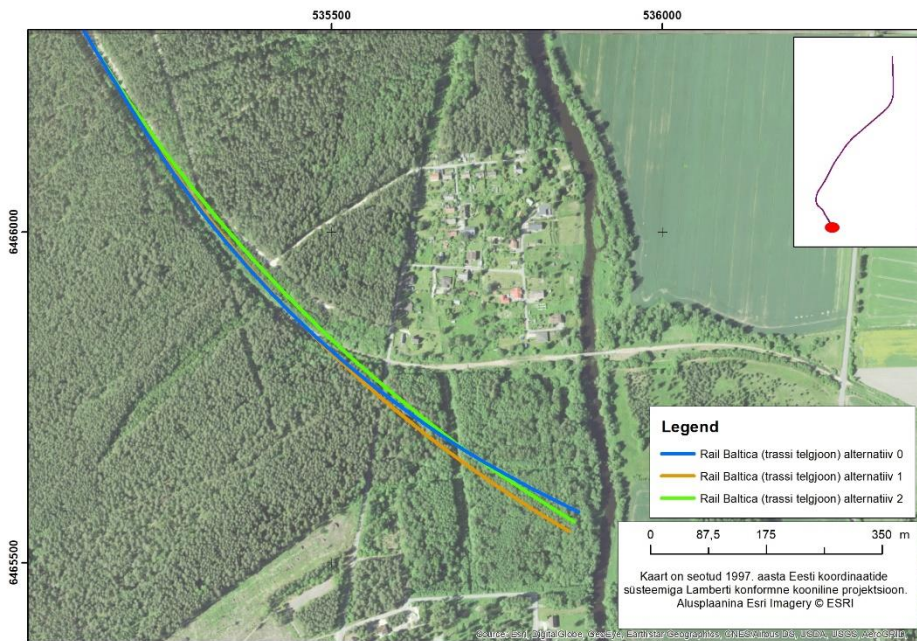 535500
536000
6466000
6465500
Legend
Rail Baltica (trassi telgjoon) alternatiiv 0
Rail Baltica (trassi telgjoon) alternatiiv 1
Rail Baltica (trassi telgjoon) alternatiiv 2
0 87,5 175 350 m
Kaart on seotud 1997. aasta Eesti koordinaatide
süsteemiga Lamberti konformne kooniline projektsioon.
Alusplaanina Esri Imagery © ESRI
Source: Esri, DigitalGlobe, GeoEye, Earthstar Geographics, CNES/Airbus DS, USDA, USGS, AeroGRID,